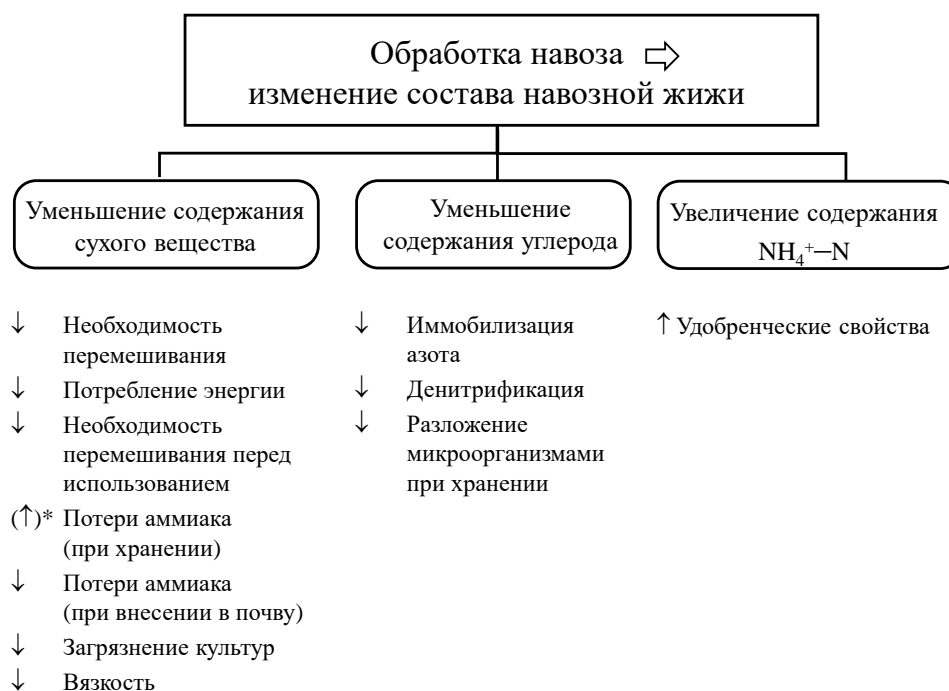 Обработка навоза ⇨
изменение состава навозной жижи
Уменьшение содержания
сухого вещества
↓ Необходимость
перемешивания
↓ Потребление энергии
↓ Необходимость
перемешивания перед
использованием
(↑)* Потери аммиака
(при хранении)
↓ Потери аммиака
(при внесении в почву)
↓ Загрязнение культур
↓ Вязкость
Уменьшение
содержания углерода
↓ Иммобилизация
азота
↓ Денитрификация
↓ Разложение
микроорганизмами
при хранении
Увеличение содержания
NH₄⁺—N
↑ Удобренческие свойства